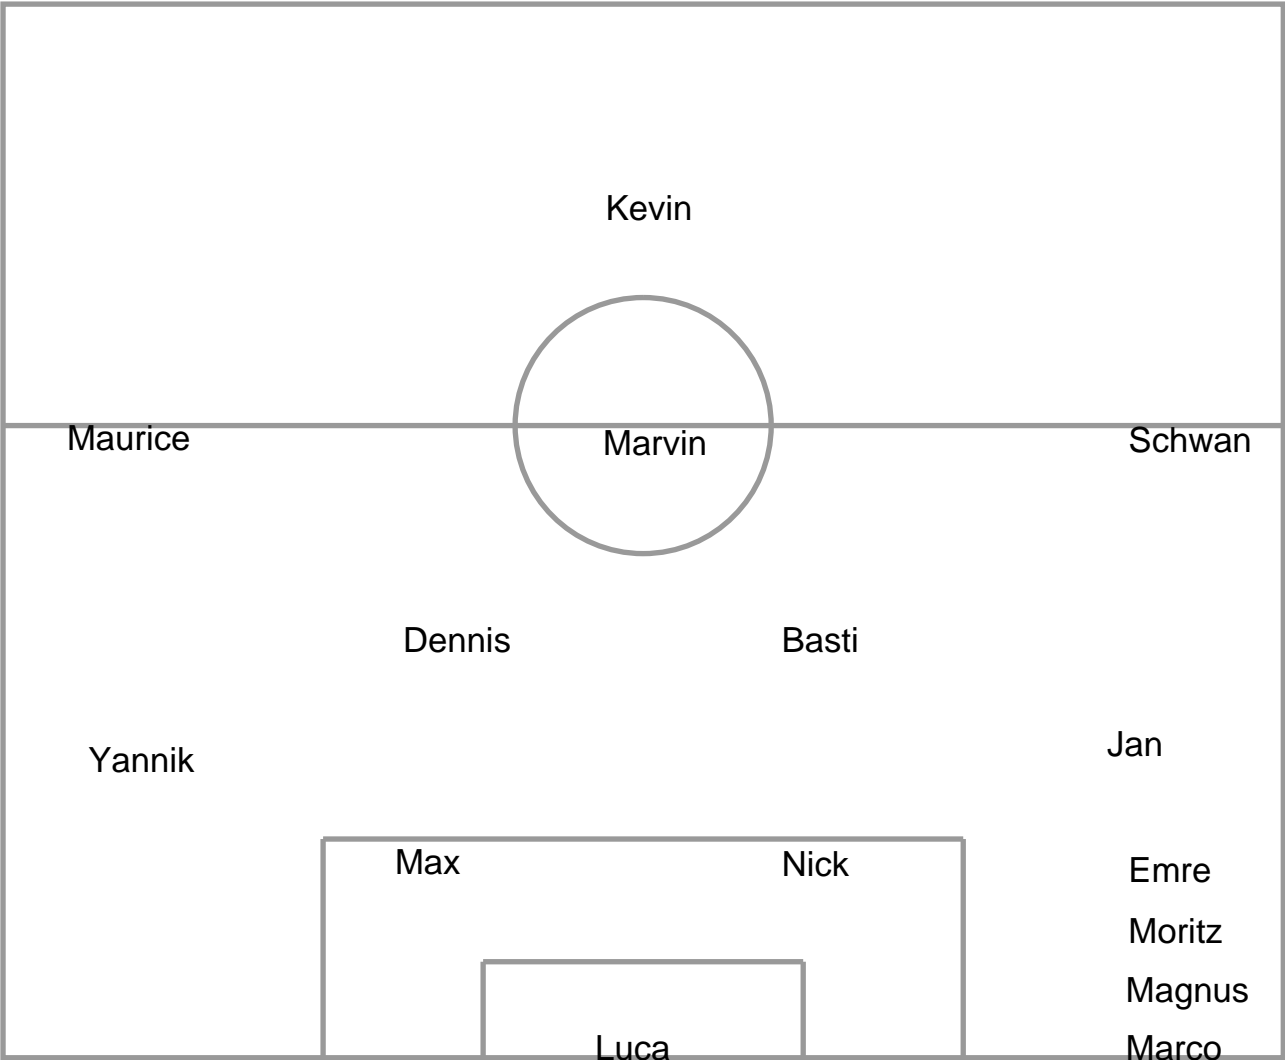 Kevin
Maurice Marvin Schwan
Dennis Basti
Yannik Jan
Max Nick Emre
Moritz
Magnus
Luca Marco